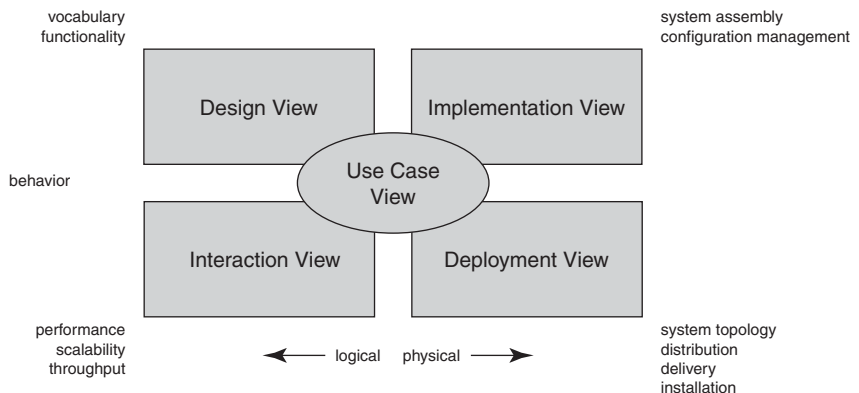 vocabulary
functionality
system assembly
configuration management
Design View
Implementation View
behavior
Use Case
View
Interaction View
Deployment View
performance
scalability
throughput
logical
physical
system topology
distribution
delivery
installation